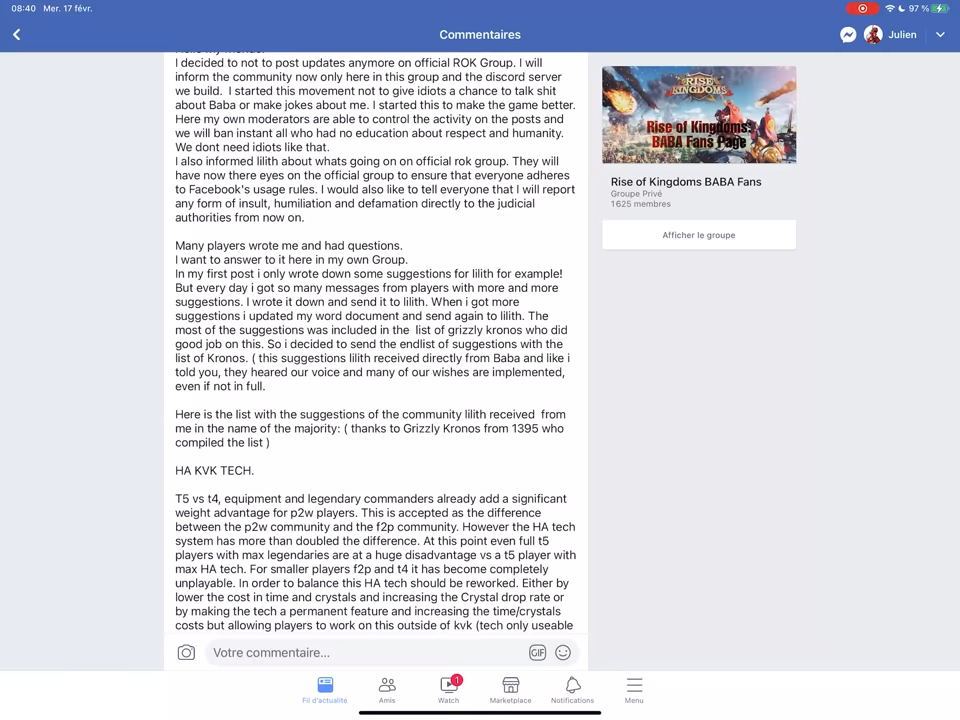 08:40 Mer. 17 févr.
97 %
Commentaires
Julien
I decided to not to post updates anymore on official ROK Group. I will
inform the community now only here in this group and the discord server
we build.  I started this movement not to give idiots a chance to talk shit
about Baba or make jokes about me. I started this to make the game better.
Here my own moderators are able to control the activity on the posts and
we will ban instant all who had no education about respect and humanity.
We dont need idiots like that.
I also informed lilith about whats going on on official rok group. They will
have now there eyes on the official group to ensure that everyone adheres
to Facebook's usage rules. I would also like to tell everyone that I will report
any form of insult, humiliation and defamation directly to the judicial
authorities from now on.
Many players wrote me and had questions.
I want to answer to it here in my own Group.
In my first post i only wrote down some suggestions for lilith for example!
But every day i got so many messages from players with more and more
suggestions. I wrote it down and send it to lilith. When i got more
suggestions i updated my word document and send again to lilith. The
most of the suggestions was included in the  list of grizzly kronos who did
good job on this. So i decided to send the endlist of suggestions with the
list of Kronos. ( this suggestions lilith received directly from Baba and like i
told you, they heared our voice and many of our wishes are implemented,
even if not in full.
Here is the list with the suggestions of the community lilith received  from
me in the name of the majority: ( thanks to Grizzly Kronos from 1395 who
compiled the list )
HA KVK TECH.
T5 vs t4, equipment and legendary commanders already add a significant
weight advantage for p2w players. This is accepted as the difference
between the p2w community and the f2p community. However the HA tech
system has more than doubled the difference. At this point even full t5
players with max legendaries are at a huge disadvantage vs a t5 player with
max HA tech. For smaller players f2p and t4 it has become completely
unplayable. In order to balance this HA tech should be reworked. Either by
lower the cost in time and crystals and increasing the Crystal drop rate or
by making the tech a permanent feature and increasing the time/crystals
costs but allowing players to work on this outside of kvk (tech only useable
RISE OF
KINGDOMS
Rise of Kingdoms:
BABA Fans Page
Rise of Kingdoms BABA Fans
Groupe Privé
1 625 membres
Afficher le groupe
Votre commentaire...
GIF
1
Fil d'actualité
Amis
Watch
Marketplace
Notifications
Menu